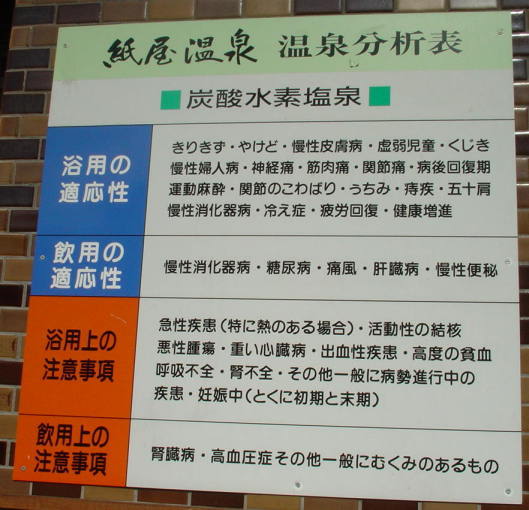 紙屋温泉 温泉分析表
■炭酸水素塩泉■
浴用の
適応性
きりきず・やけど・慢性皮膚病・虚弱児童・くじき
慢性婦人病・神経痛・筋肉痛・関節痛・病後回復期
運動麻酔・関節のこわばり・うちみ・痔疾・五十肩
慢性消化器病・冷え症・疲労回復・健康増進
飲用の
適応性
慢性消化器病・糖尿病・痛風・肝臓病・慢性便秘
浴用上の
注意事項
急性疾患(特に熱のある場合)・活動性の結核
悪性腫瘍・重い心臓病・出血性疾患・高度の貧血
呼吸不全・腎不全・その他一般に病勢進行中の
疾患・妊娠中(とくに初期と末期)
飲用上の
注意事項
腎臓病・高血圧症その他一般にむくみのあるもの